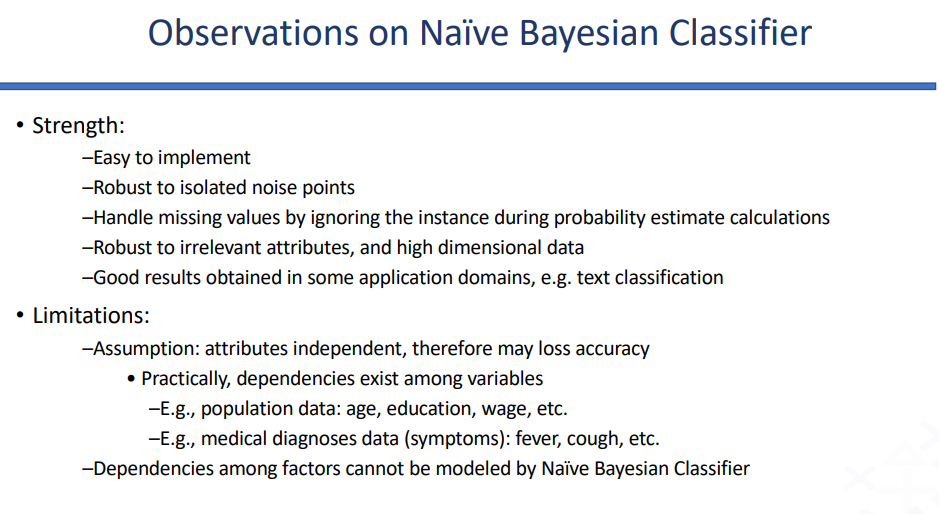 Observations on Naïve Bayesian Classifier
• Strength:
–Easy to implement
–Robust to isolated noise points
–Handle missing values by ignoring the instance during probability estimate calculations
–Robust to irrelevant attributes, and high dimensional data
–Good results obtained in some application domains, e.g. text classification
• Limitations:
–Assumption: attributes independent, therefore may loss accuracy
• Practically, dependencies exist among variables
–E.g., population data: age, education, wage, etc.
–E.g., medical diagnoses data (symptoms): fever, cough, etc.
–Dependencies among factors cannot be modeled by Naïve Bayesian Classifier